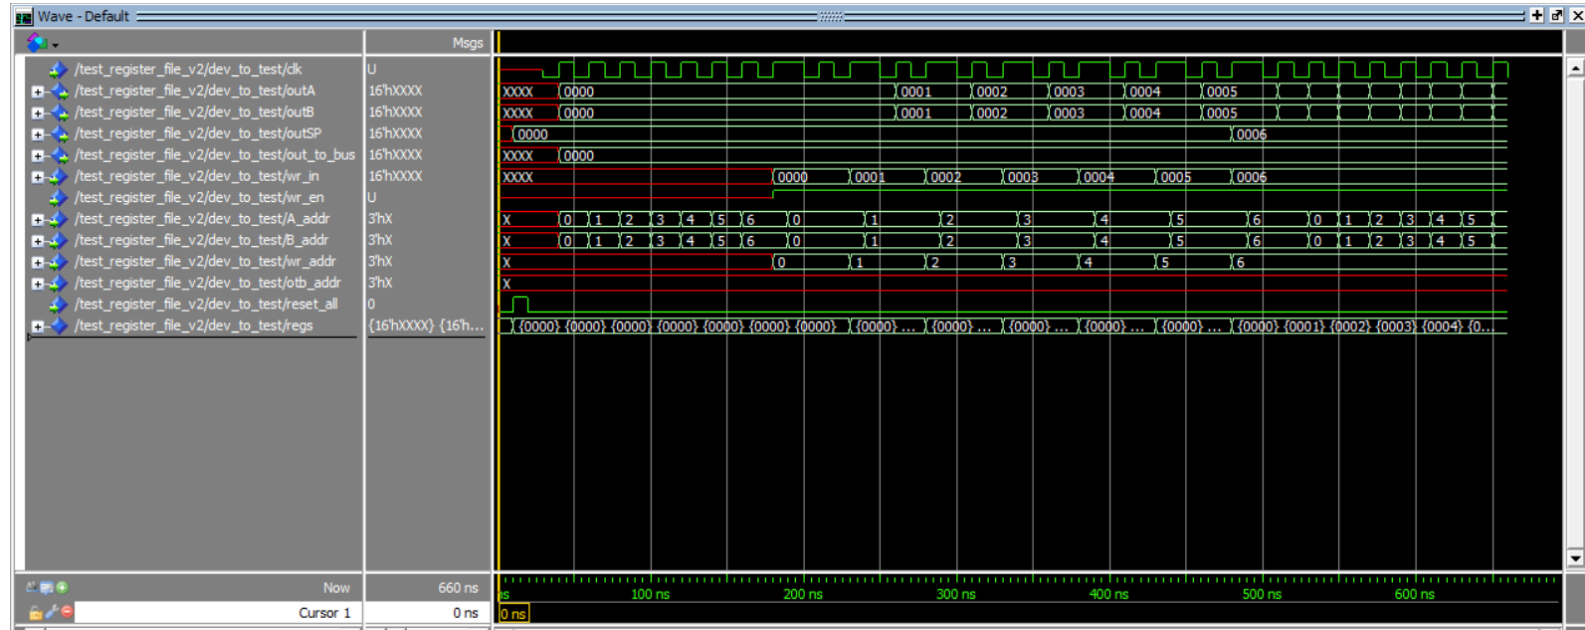 Wave - Default
Msgs
/test_register_file_v2/dev_to_test/clk U
/test_register_file_v2/dev_to_test/outA 16'hXXXX XXXX 0000 0001 0002 0003 0004 0005
/test_register_file_v2/dev_to_test/outB 16'hXXXX XXXX 0000 0001 0002 0003 0004 0005
/test_register_file_v2/dev_to_test/outSP 16'hXXXX 0000 0006
/test_register_file_v2/dev_to_test/out_to_bus 16'hXXXX XXXX 0000
/test_register_file_v2/dev_to_test/wr_in 16'hXXXX XXXX 0000 0001 0002 0003 0004 0005 0006
/test_register_file_v2/dev_to_test/wr_en U
/test_register_file_v2/dev_to_test/A_addr 3'hX X 0 1 2 3 4 5 6 0 1 2 3 4 5 6 0 1 2 3 4 5
/test_register_file_v2/dev_to_test/B_addr 3'hX X 0 1 2 3 4 5 6 0 1 2 3 4 5 6 0 1 2 3 4 5
/test_register_file_v2/dev_to_test/wr_addr 3'hX X 0 1 2 3 4 5 6
/test_register_file_v2/dev_to_test/otb_addr 3'hX X
/test_register_file_v2/dev_to_test/reset_all 0
/test_register_file_v2/dev_to_test/regs {16'hXXXX} {16'h... {0000} {0000} {0000} {0000} {0000} {0000} {0000} {0000} ... {0000} ... {0000} ... {0000} ... {0000} ... {0000} {0001} {0002} {0003} {0004} {0...
Now 660 ns ns 100 ns 200 ns 300 ns 400 ns 500 ns 600 ns
Cursor 1 0 ns 0 ns